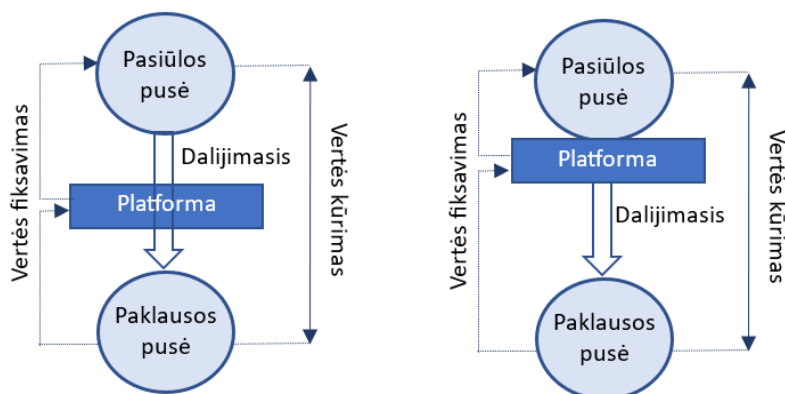 Pasiūlos
pusė
Vertės fiksavimas
Dalijimasis
Vertės kūrimas
Platforma
Paklausos
pusė
Pasiūlos
pusė
Vertės fiksavimas
Platforma
Vertės kūrimas
Dalijimasis
Paklausos
pusė